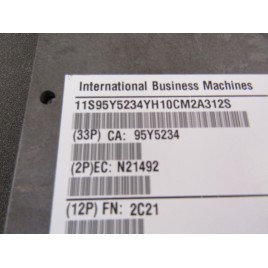 International Business Machines
11S95Y5234YH10CM2A312S
(33P) CA: 95Y5234
(2P)EC: N21492
(12P) FN: 2C21